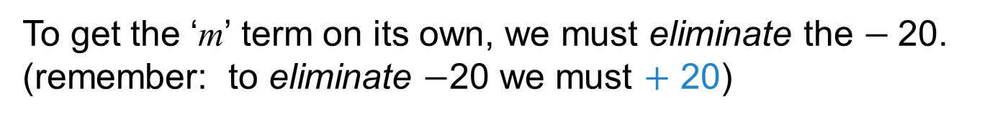 To get the ‘m’ term on its own, we must eliminate the − 20.
(remember:  to eliminate −20 we must + 20)